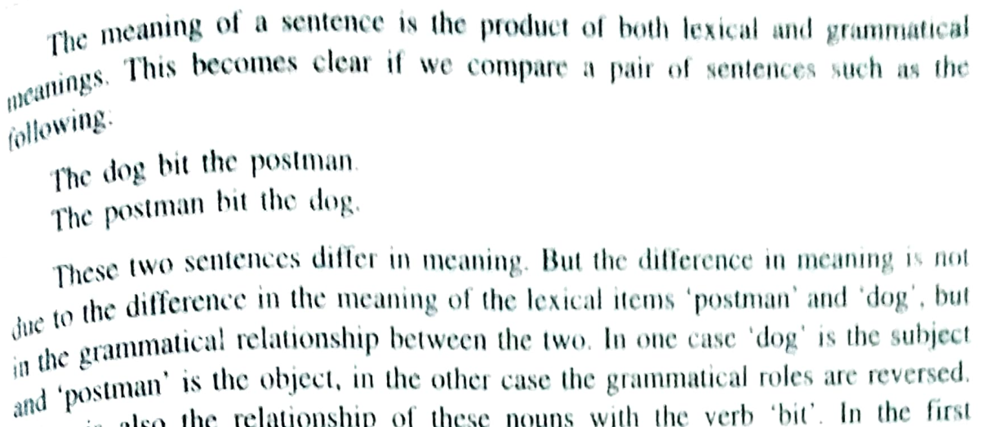 The meaning of a sentence is the product of both lexical and grammatical
meanings. This becomes clear if we compare a pair of sentences such as the
following:
The dog bit the postman.
The postman bit the dog.
These two sentences differ in meaning. But the difference in meaning is not
due to the difference in the meaning of the lexical items ‘postman’ and ‘dog’, but
in the grammatical relationship between the two. In one case ‘dog’ is the subject
and ‘postman’ is the object, in the other case the grammatical roles are reversed.
also the relationship of these nouns with the verb ‘bit’. In the first